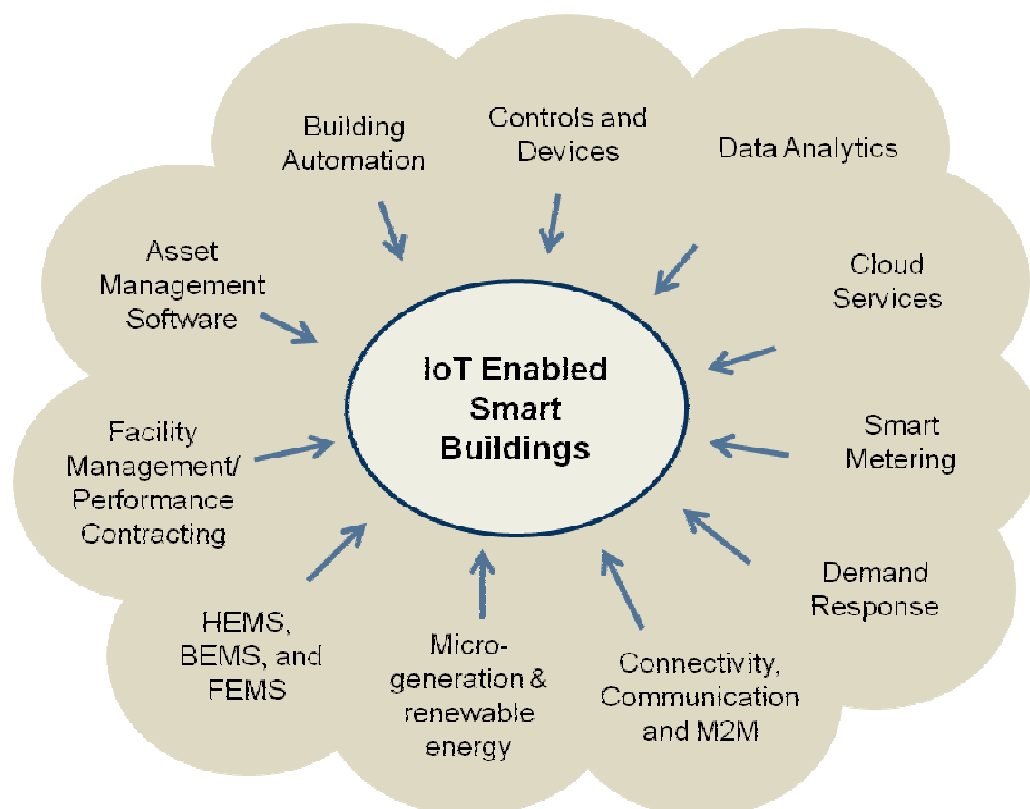 Building
Automation
Controls and
Devices
Data Analytics
Asset
Management
Software
Cloud
Services
IoT Enabled
Smart
Buildings
Facility
Management/
Performance
Contracting
Smart
Metering
Demand
Response
HEMS,
BEMS, and
FEMS
Micro-
generation &
renewable
energy
Connectivity,
Communication
and M2M